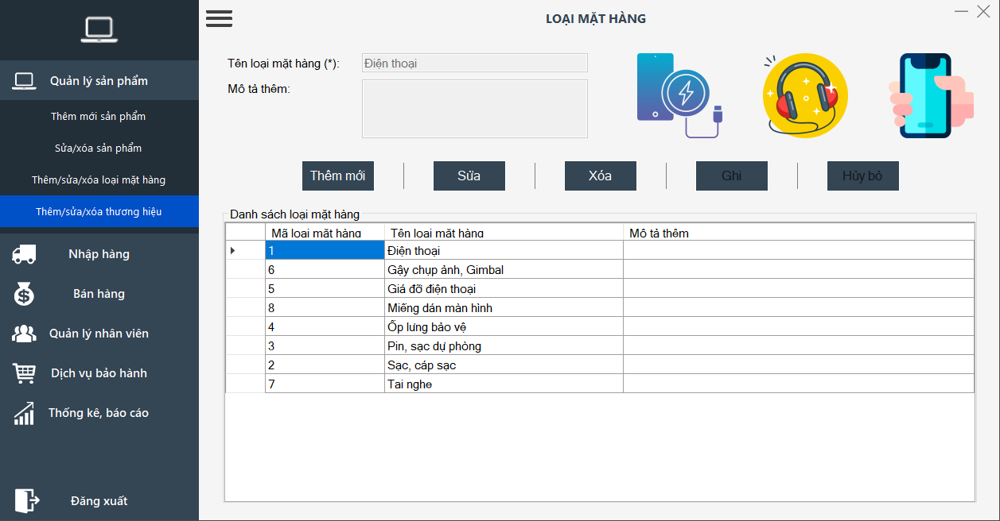 LOẠI MẶT HÀNG
Quản lý sản phẩm
Thêm mới sản phẩm
Sửa/xóa sản phẩm
Thêm/sửa/xóa loại mặt hàng
Thêm/sửa/xóa thương hiệu
Nhập hàng
Bán hàng
Quản lý nhân viên
Dịch vụ bảo hành
Thống kê, báo cáo
Đăng xuất
Tên loại mặt hàng (*): Điện thoại
Mô tả thêm:
Thêm mới Sửa Xóa Ghi Hủy bỏ
Danh sách loại mặt hàng
Mã loại mặt hàng Tên loại mặt hàng Mô tả thêm
1 Điện thoại
6 Gậy chụp ảnh, Gimbal
5 Giá đỡ điện thoại
8 Miếng dán màn hình
4 Ốp lưng bảo vệ
3 Pin, sạc dự phòng
2 Sạc, cáp sạc
7 Tai nghe